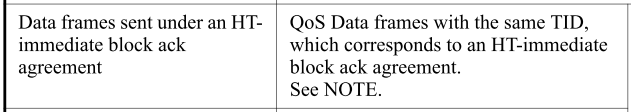 Data frames sent under an HT-
immediate block ack
agreement
QoS Data frames with the same TID,
which corresponds to an HT-immediate
block ack agreement.
See NOTE.